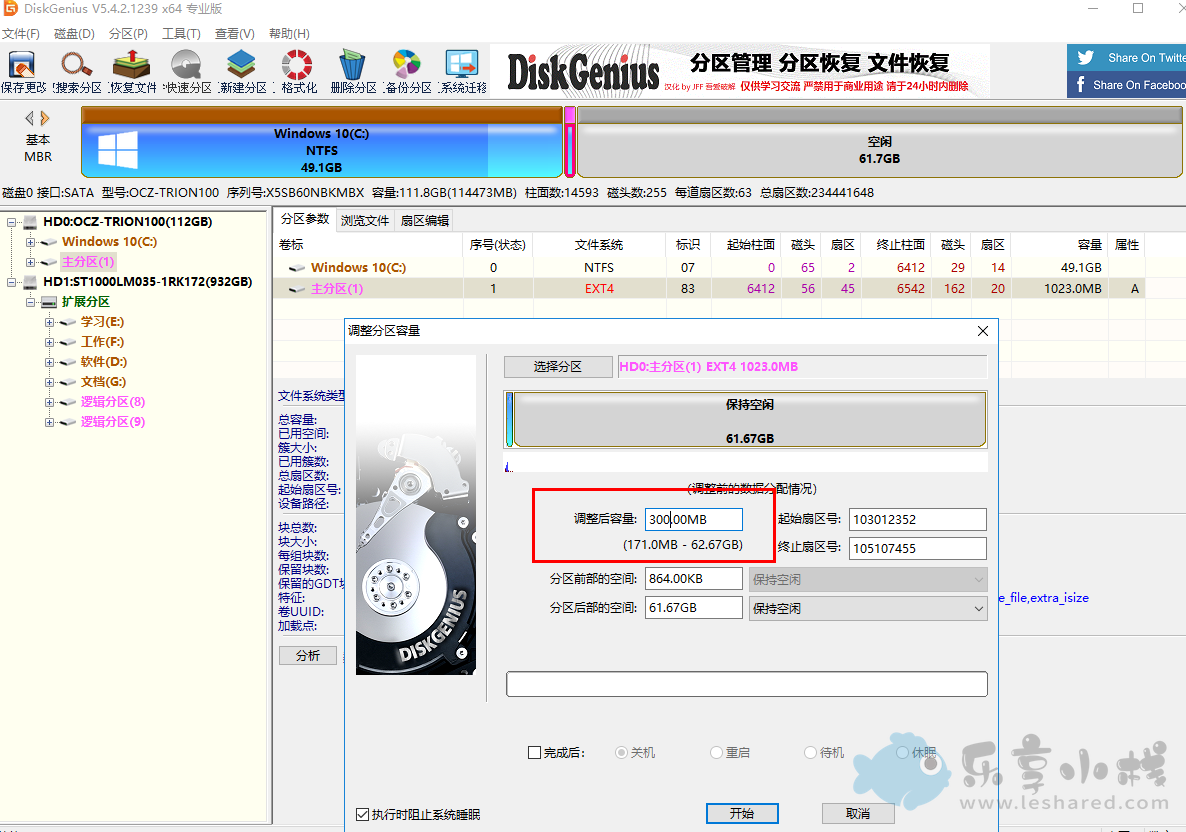 DiskGenius V5.4.2.1239 x64 专业版
文件(F) 磁盘(D) 分区(P) 工具(T) 查看(V) 帮助(H)
保存更改 搜索分区 恢复文件 快速分区 新建分区 格式化 删除分区 备份分区 系统迁移
DiskGenius 分区管理 分区恢复 文件恢复
汉化 by JFF 吾爱破解 仅供学习交流 严禁用于商业用途 请于24小时内删除
Share On Twitte
Share On Faceboo
基本
MBR
Windows 10(C:)
NTFS
49.1GB
空闲
61.7GB
磁盘0 接口:SATA 型号:OCZ-TRION100 序列号:X5SB60NBKMBX 容量:111.8GB(114473MB) 柱面数:14593 磁头数:255 每道扇区数:63 总扇区数:234441648
HD0:OCZ-TRION100(112GB)
Windows 10(C:)
主分区(1)
HD1:ST1000LM035-1RK172(932GB)
扩展分区
学习(E:)
工作(F:)
软件(D:)
文档(G:)
逻辑分区(8)
逻辑分区(9)
分区参数 浏览文件 扇区编辑
卷标 序号(状态) 文件系统 标识 起始柱面 磁头 扇区 终止柱面 磁头 扇区 容量 属性
Windows 10(C:) 0 NTFS 07 0 65 2 6412 29 14 49.1GB
主分区(1) 1 EXT4 83 6412 56 45 6542 162 20 1023.0MB A
文件系统类型
总容量:
已用空间:
簇大小:
已用簇数:
总扇区数:
起始扇区号:
设备路径:
块总数:
块大小:
每组块数:
保留块数:
保留的GDT块
特征:
卷UUID:
加载点:
分析
e_file,extra_isize
调整分区容量
选择分区 HD0:主分区(1) EXT4 1023.0MB
保持空闲
61.67GB
(调整前的数据分配情况)
调整后容量: 300.00MB 起始扇区号: 103012352
(171.0MB - 62.67GB) 终止扇区号: 105107455
分区前部的空间: 864.00KB 保持空闲
分区后部的空间: 61.67GB 保持空闲
DISKGENIUS
完成后: 关机 重启 待机 休眠
执行时阻止系统睡眠 开始 取消
乐享小栈
www.leshared.com